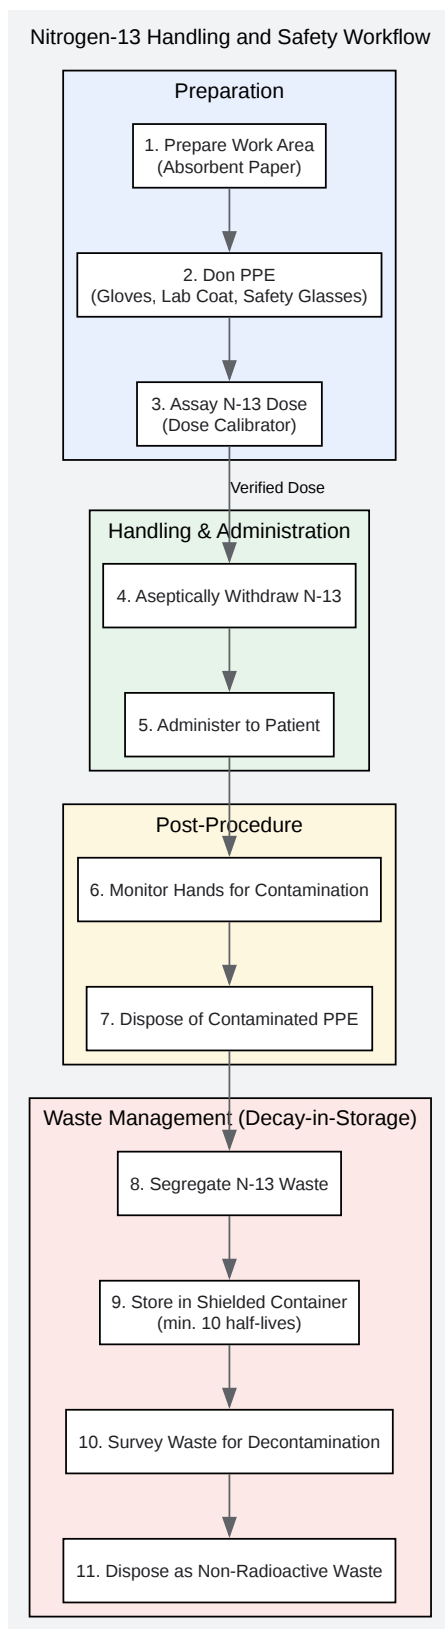 Nitrogen-13 Handling and Safety Workflow
Preparation
1. Prepare Work Area
(Absorbent Paper)
2. Don PPE
(Gloves, Lab Coat, Safety Glasses)
3. Assay N-13 Dose
(Dose Calibrator)
Verified Dose
Handling & Administration
4. Aseptically Withdraw N-13
5. Administer to Patient
Post-Procedure
6. Monitor Hands for Contamination
7. Dispose of Contaminated PPE
Waste Management (Decay-in-Storage)
8. Segregate N-13 Waste
9. Store in Shielded Container
(min. 10 half-lives)
10. Survey Waste for Decontamination
11. Dispose as Non-Radioactive Waste